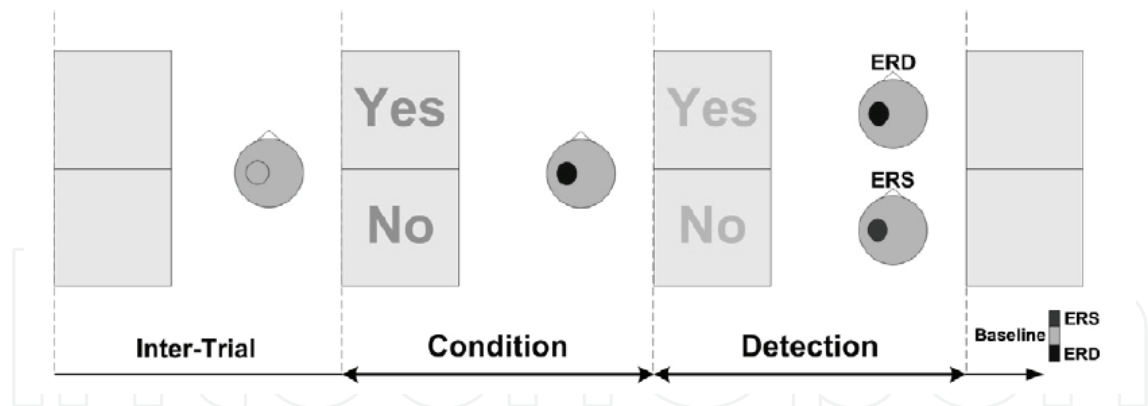 ERD
Yes
Yes
ERS
No
No
Inter-Trial
Condition
Detection
Baseline
ERS
ERD